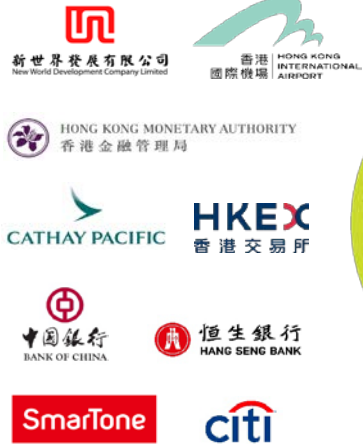 新世界發展有限公司
New World Development Company Limited
香港
國際機場
HONG KONG
INTERNATIONAL
AIRPORT
HONG KONG MONETARY AUTHORITY
香港金融管理局
CATHAY PACIFIC
HKEX
香港交易所
中國銀行
BANK OF CHINA
恒生銀行
HANG SENG BANK
SmarTone
citi